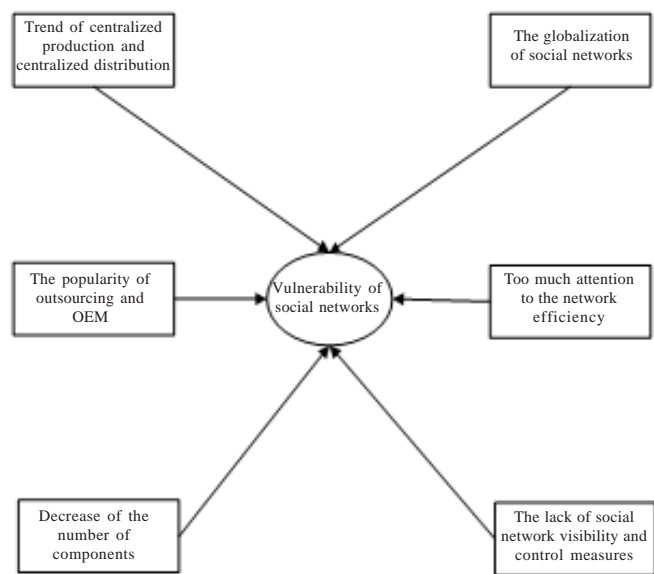 Trend of centralized
production and
centralized distribution
The globalization
of social networks
The popularity of
outsourcing and
OEM
Vulnerability of
social networks
Too much attention
to the network
efficiency
Decrease of the
number of
components
The lack of social
network visibility and
control measures